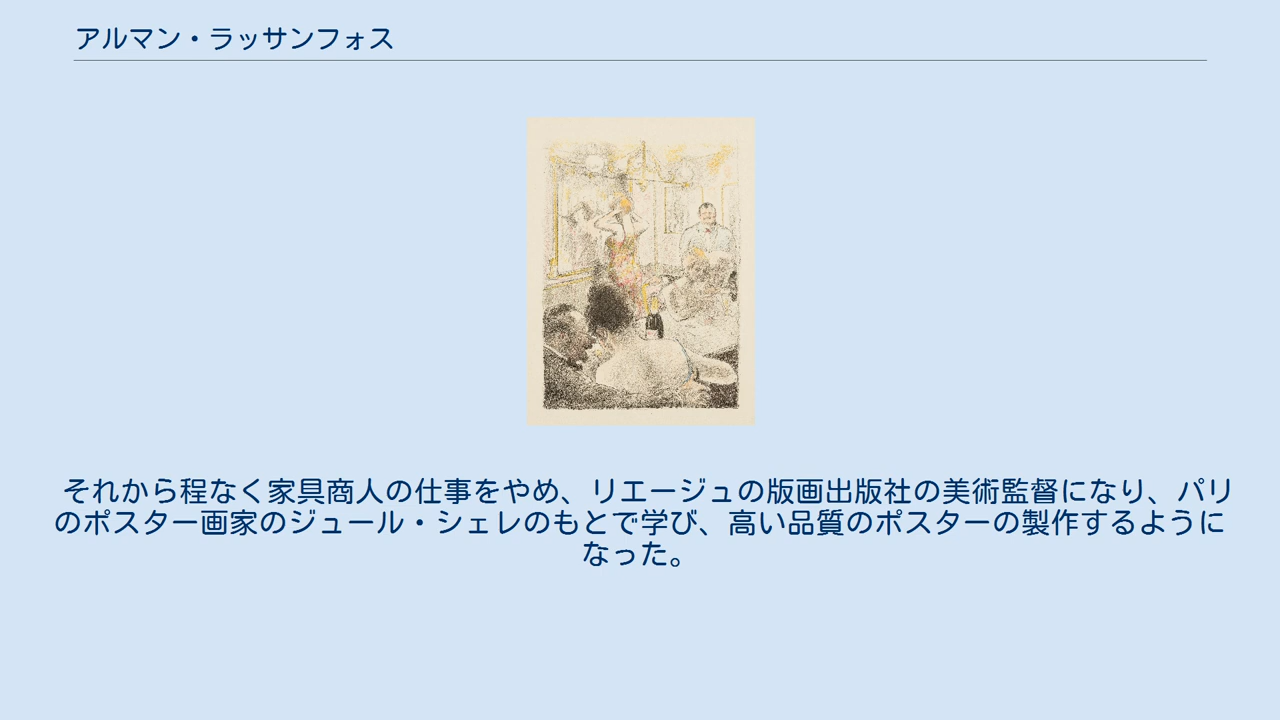 アルマン・ラッサンフォス
それから程なく家具商人の仕事をやめ、リエージュの版画出版社の美術監督になり、パリ
のポスター画家のジュール・シェレのもとで学び、高い品質のポスターの製作するように
なった。